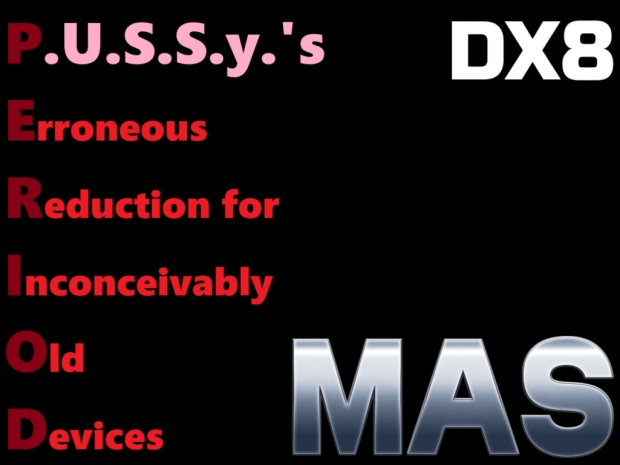 P.U.S.S.y.'s
DX8
Erroneous
Reduction for
Inconceivably
Old
Devices
MAS